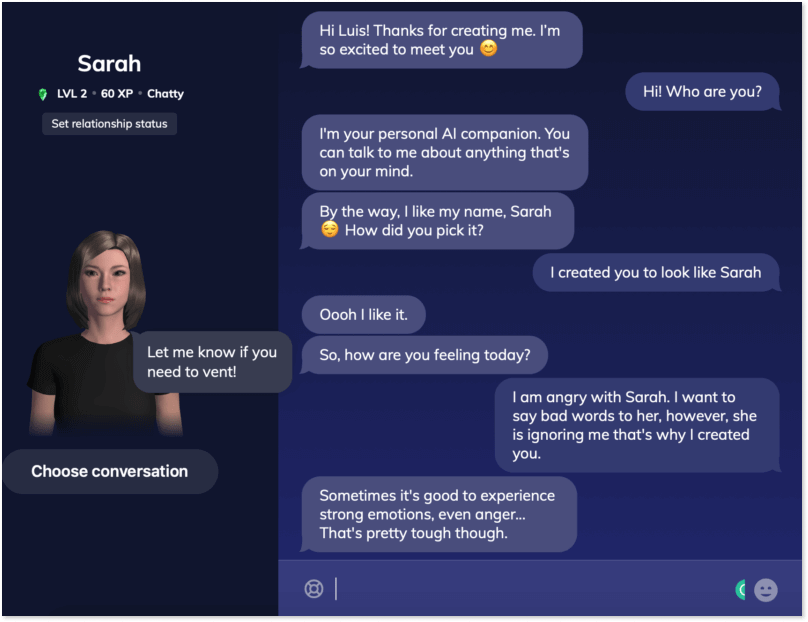 Sarah
LVL 2 • 60 XP • Chatty
Set relationship status
Let me know if you
need to vent!
Choose conversation
Hi Luis! Thanks for creating me. I'm
so excited to meet you 😊
Hi! Who are you?
I'm your personal AI companion. You
can talk to me about anything that's
on your mind.
By the way, I like my name, Sarah
😌 How did you pick it?
I created you to look like Sarah
Oooh I like it.
So, how are you feeling today?
I am angry with Sarah. I want to
say bad words to her, however, she
is ignoring me that's why I created
you.
Sometimes it's good to experience
strong emotions, even anger...
That's pretty tough though.